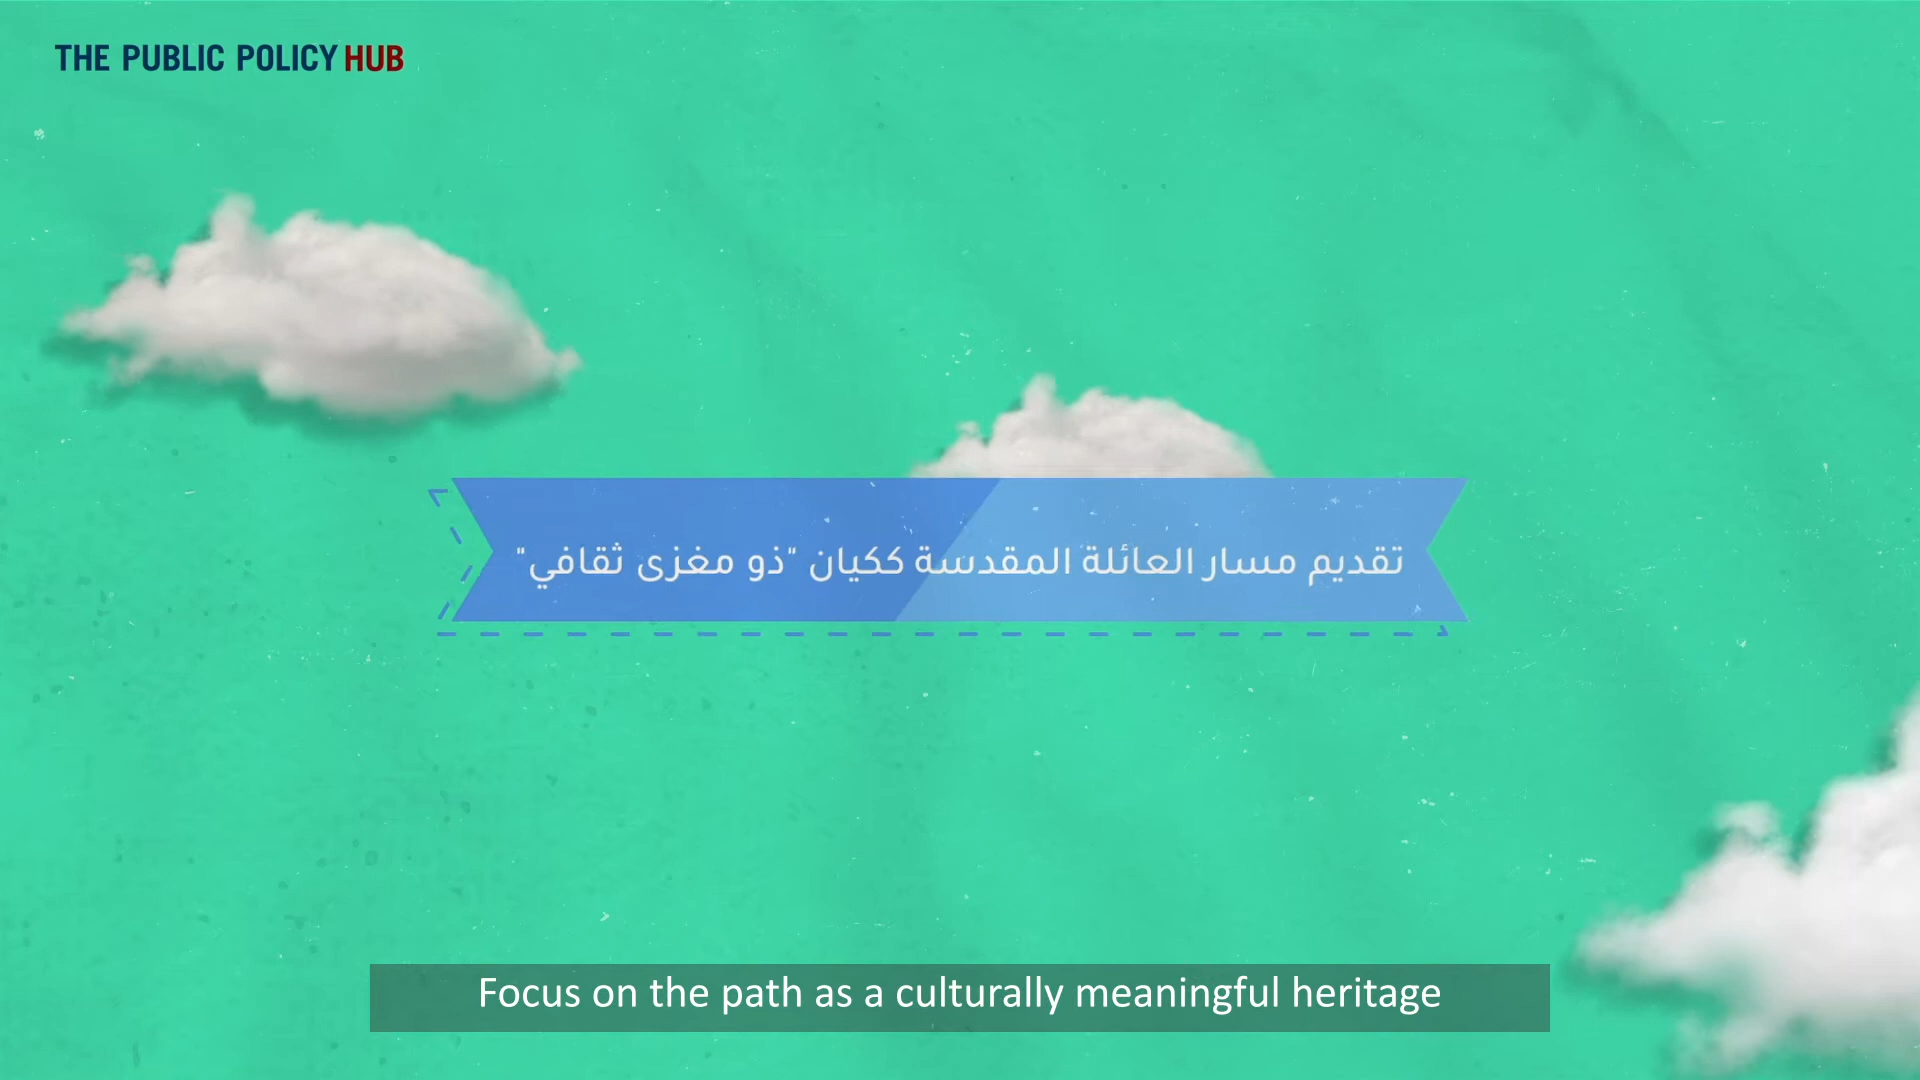 THE PUBLIC POLICY HUB
تقديم مسار العائلة المقدسة ككيان "ذو مغزى ثقافي"
Focus on the path as a culturally meaningful heritage